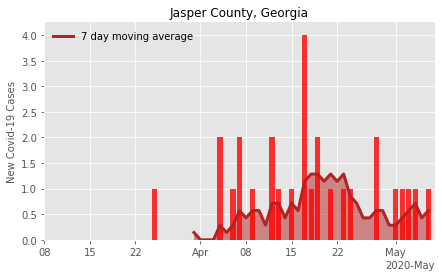 Jasper County, Georgia
7 day moving average
New Covid-19 Cases
4.0
3.5
3.0
2.5
2.0
1.5
1.0
0.5
0.0
08 15 22 Apr 08 15 22 May
2020-May